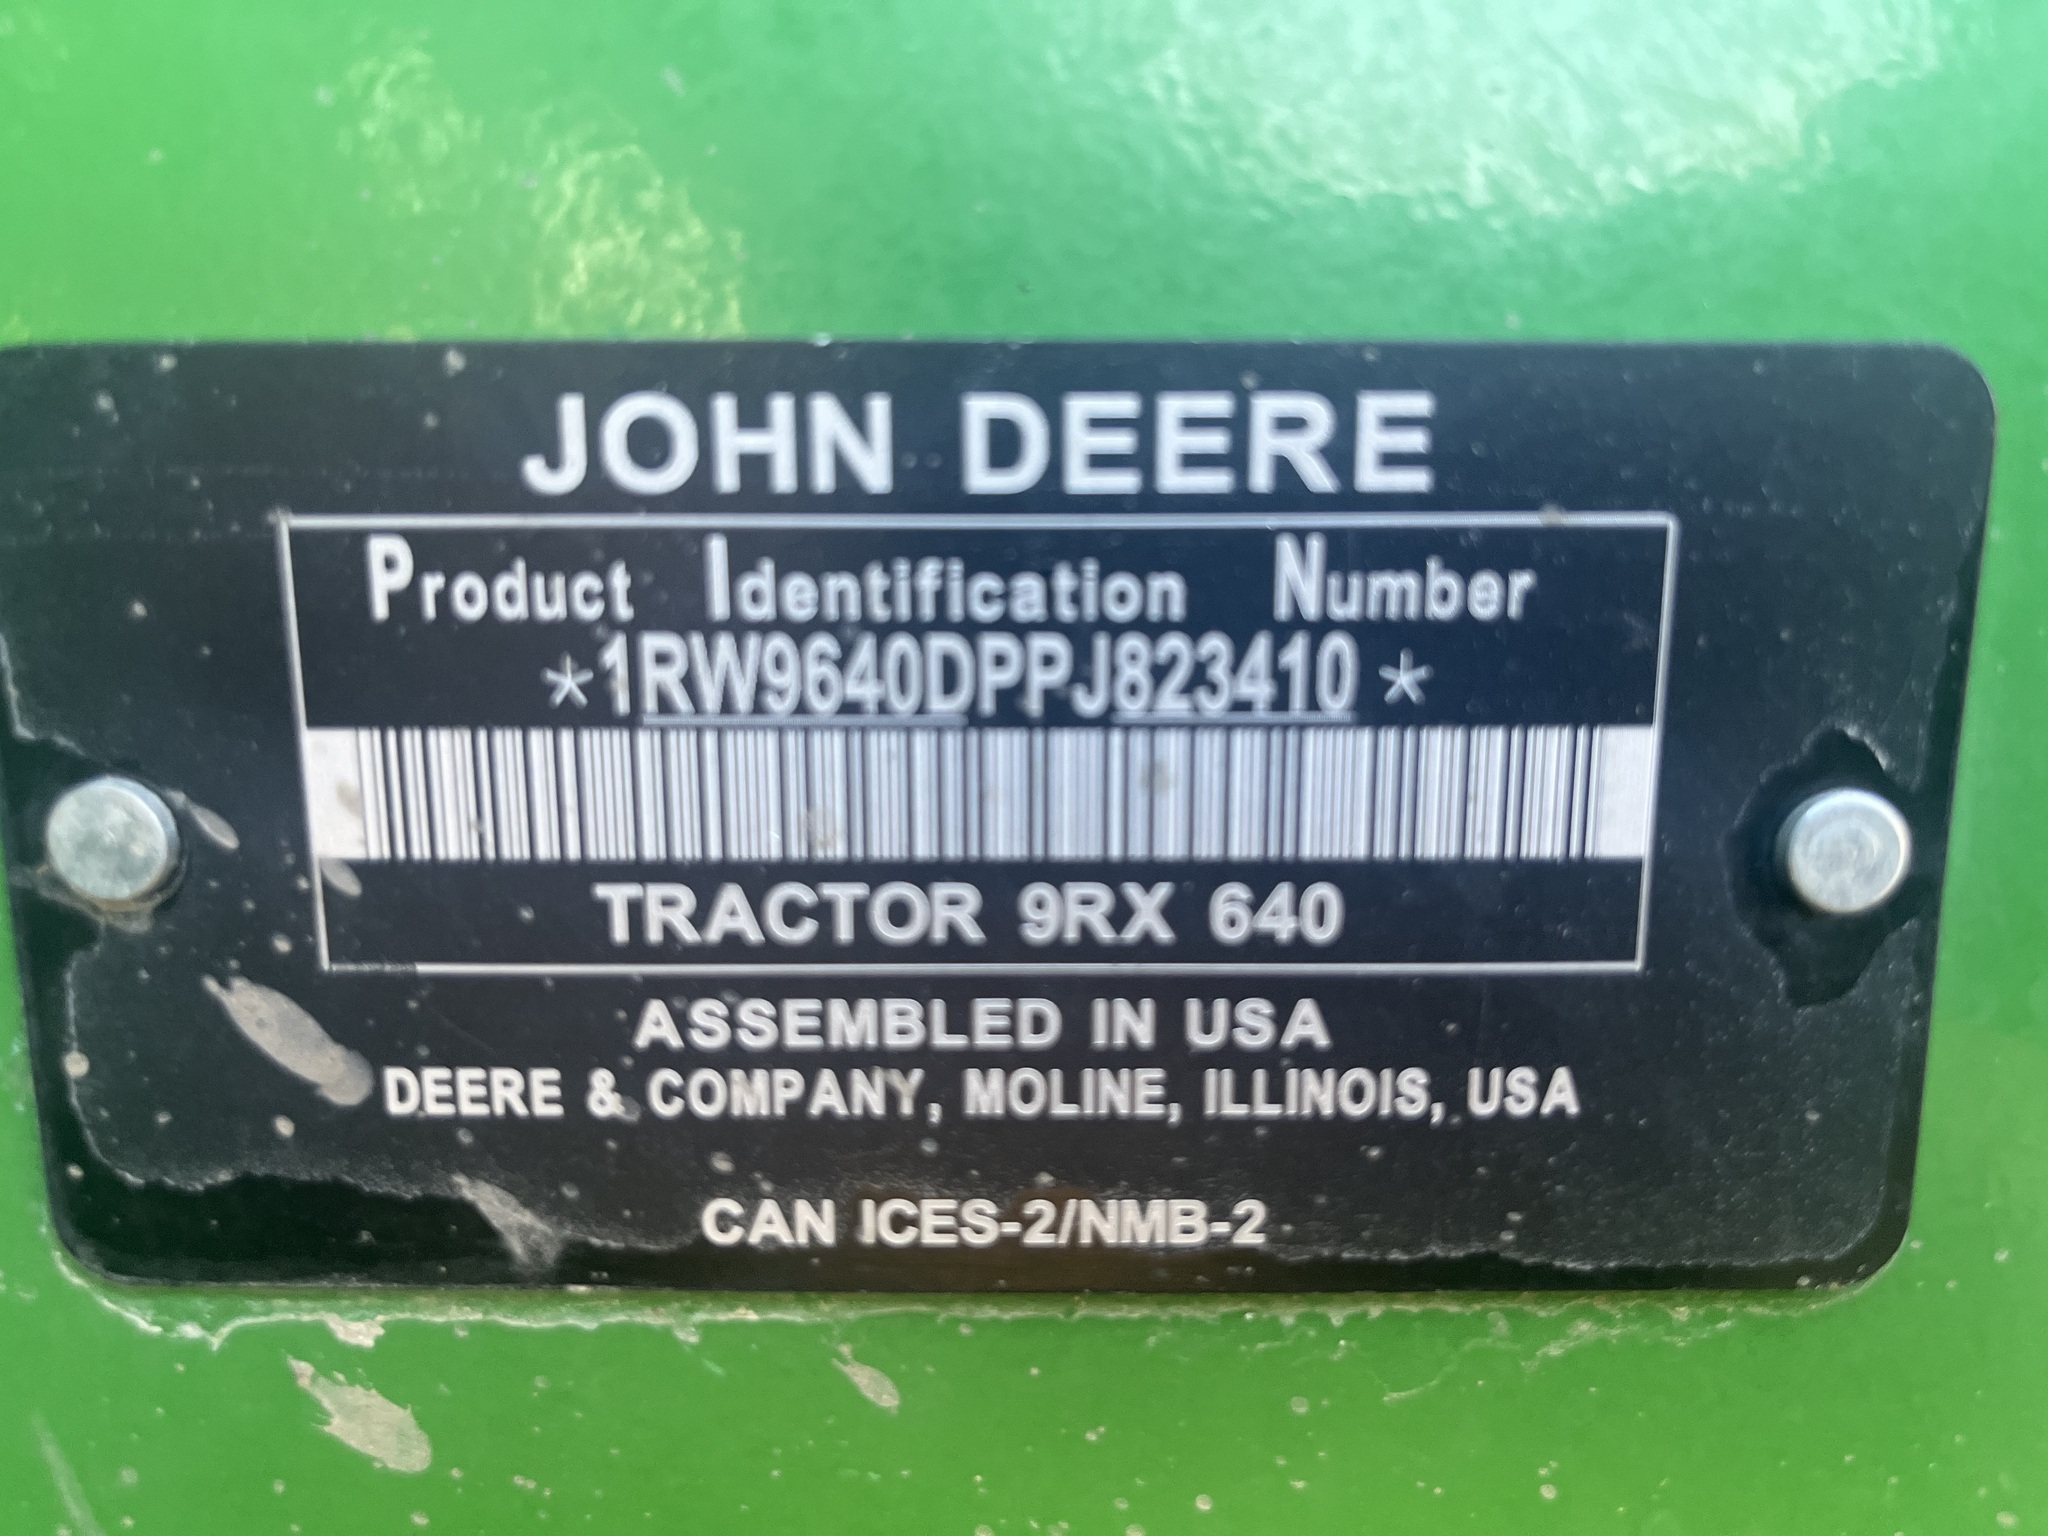 JOHN DEERE
Product Identification Number
*1RW9640DPPJ823410*
TRACTOR 9RX 640
ASSEMBLED IN USA
DEERE & COMPANY, MOLINE, ILLINOIS, USA
CAN ICES-2/NMB-2